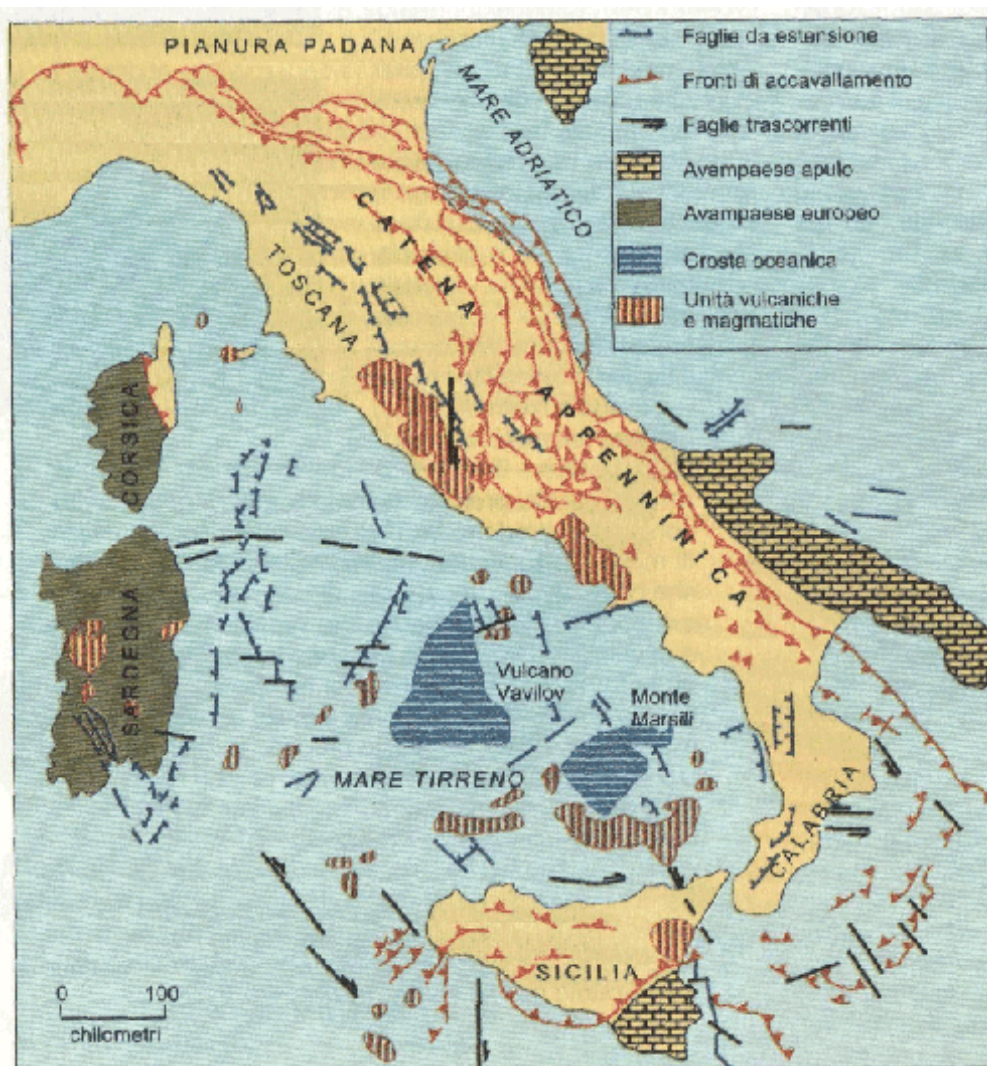 PIANURA PADANA
MARE ADRIATICO
Faglie da estensione
Fronti di accavallamento
Faglie trascorrenti
Avampaese apulo
Avampaese europeo
Crosta oceanica
Unità vulcaniche
e magmatiche
CATENA
APPENNINICA
TOSCANA
CORSICA
SARDEGNA
Vulcano
Vavilov
Monte
Marsili
MARE TIRRENO
CALABRIA
SICILIA
0 100
chilometri